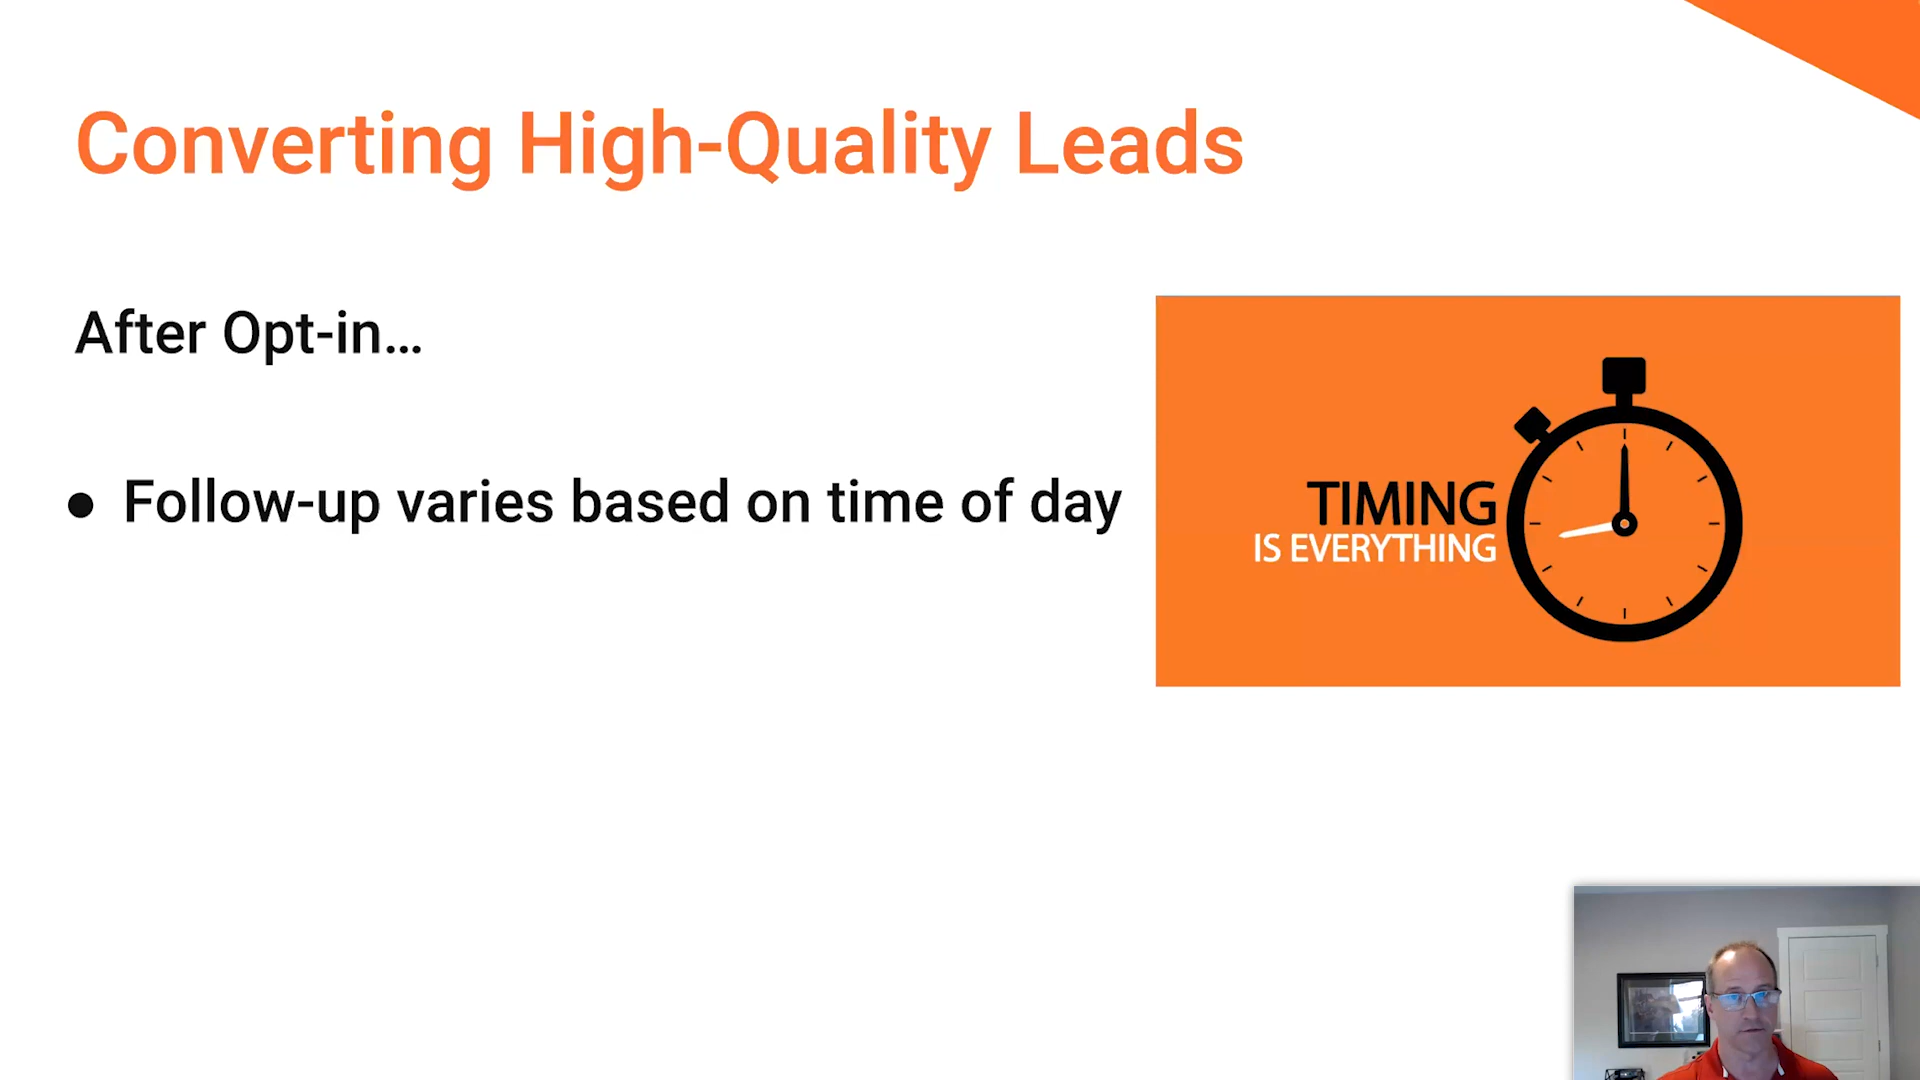 Converting High-Quality Leads
After Opt-in...
● Follow-up varies based on time of day
TIMING
IS EVERYTHING